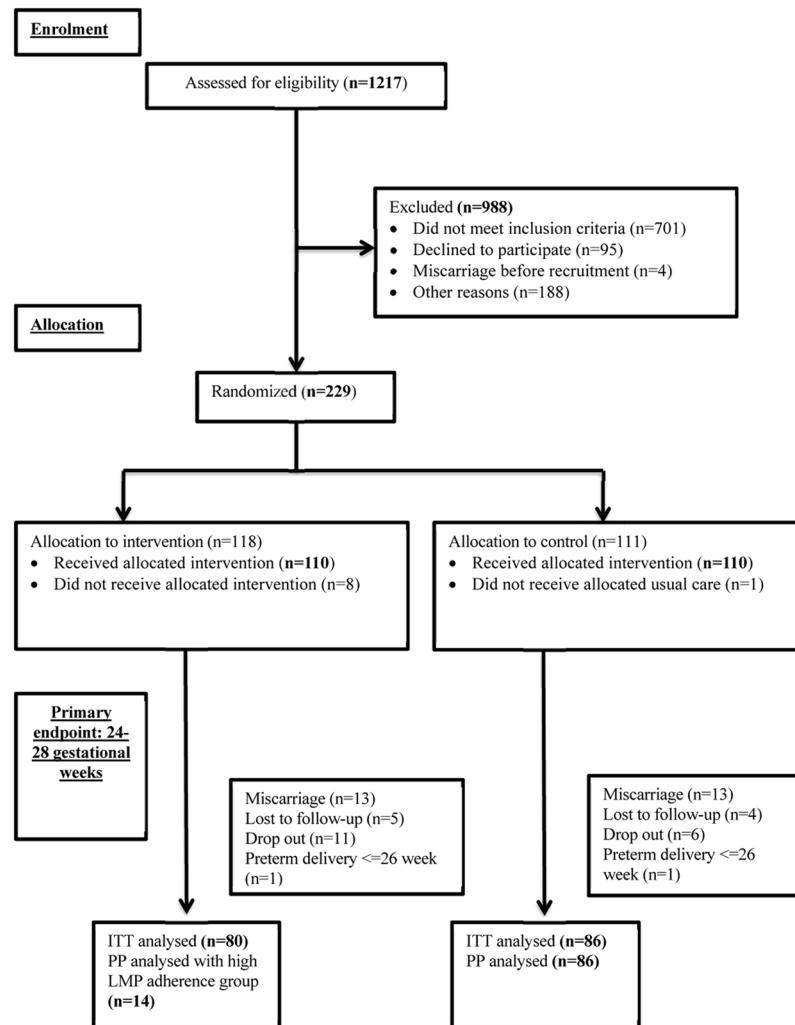 Enrolment
Assessed for eligibility (n=1217)
Excluded (n=988)
• Did not meet inclusion criteria (n=701)
• Declined to participate (n=95)
• Miscarriage before recruitment (n=4)
• Other reasons (n=188)
Allocation
Randomized (n=229)
Allocation to intervention (n=118)
• Received allocated intervention (n=110)
• Did not receive allocated intervention (n=8)
Allocation to control (n=111)
• Received allocated intervention (n=110)
• Did not receive allocated usual care (n=1)
Primary
endpoint: 24-
28 gestational
weeks
Miscarriage (n=13)
Lost to follow-up (n=5)
Drop out (n=11)
Preterm delivery <=26 week
(n=1)
Miscarriage (n=13)
Lost to follow-up (n=4)
Drop out (n=6)
Preterm delivery <=26
week (n=1)
ITT analysed (n=80)
PP analysed with high
LMP adherence group
(n=14)
ITT analysed (n=86)
PP analysed (n=86)